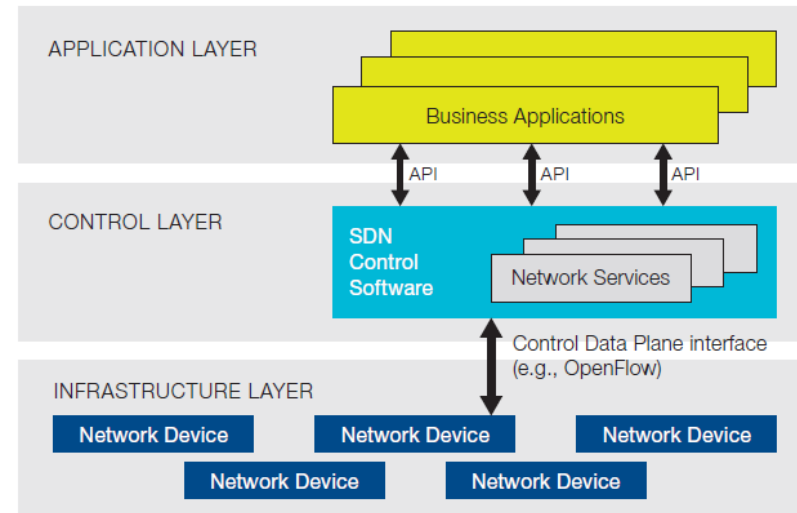 APPLICATION LAYER
Business Applications
API
API
API
CONTROL LAYER
SDN
Control
Software
Network Services
Control Data Plane interface
(e.g., OpenFlow)
INFRASTRUCTURE LAYER
Network Device
Network Device
Network Device
Network Device
Network Device